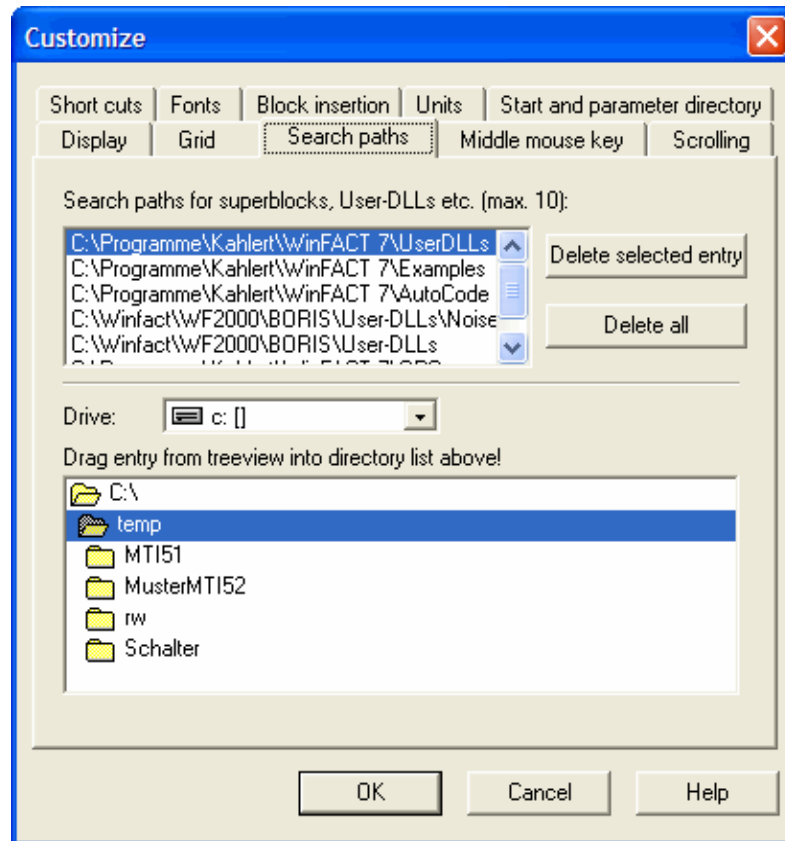 Customize
Short cuts Fonts Block insertion Units Start and parameter directory
Display Grid Search paths Middle mouse key Scrolling
Search paths for superblocks, User-DLLs etc. (max. 10):
C:\Programme\Kahlert\WinFACT 7\UserDLLs
C:\Programme\Kahlert\WinFACT 7\Examples
Delete selected entry
C:\Programme\Kahlert\WinFACT 7\AutoCode
C:\Winfact\WF2000\BORIS\User-DLLs\Noise
Delete all
C:\Winfact\WF2000\BORIS\User-DLLs
Drive: c: []
Drag entry from treeview into directory list above!
C:\
temp
MTI51
MusterMTI52
rw
Schalter
OK Cancel Help